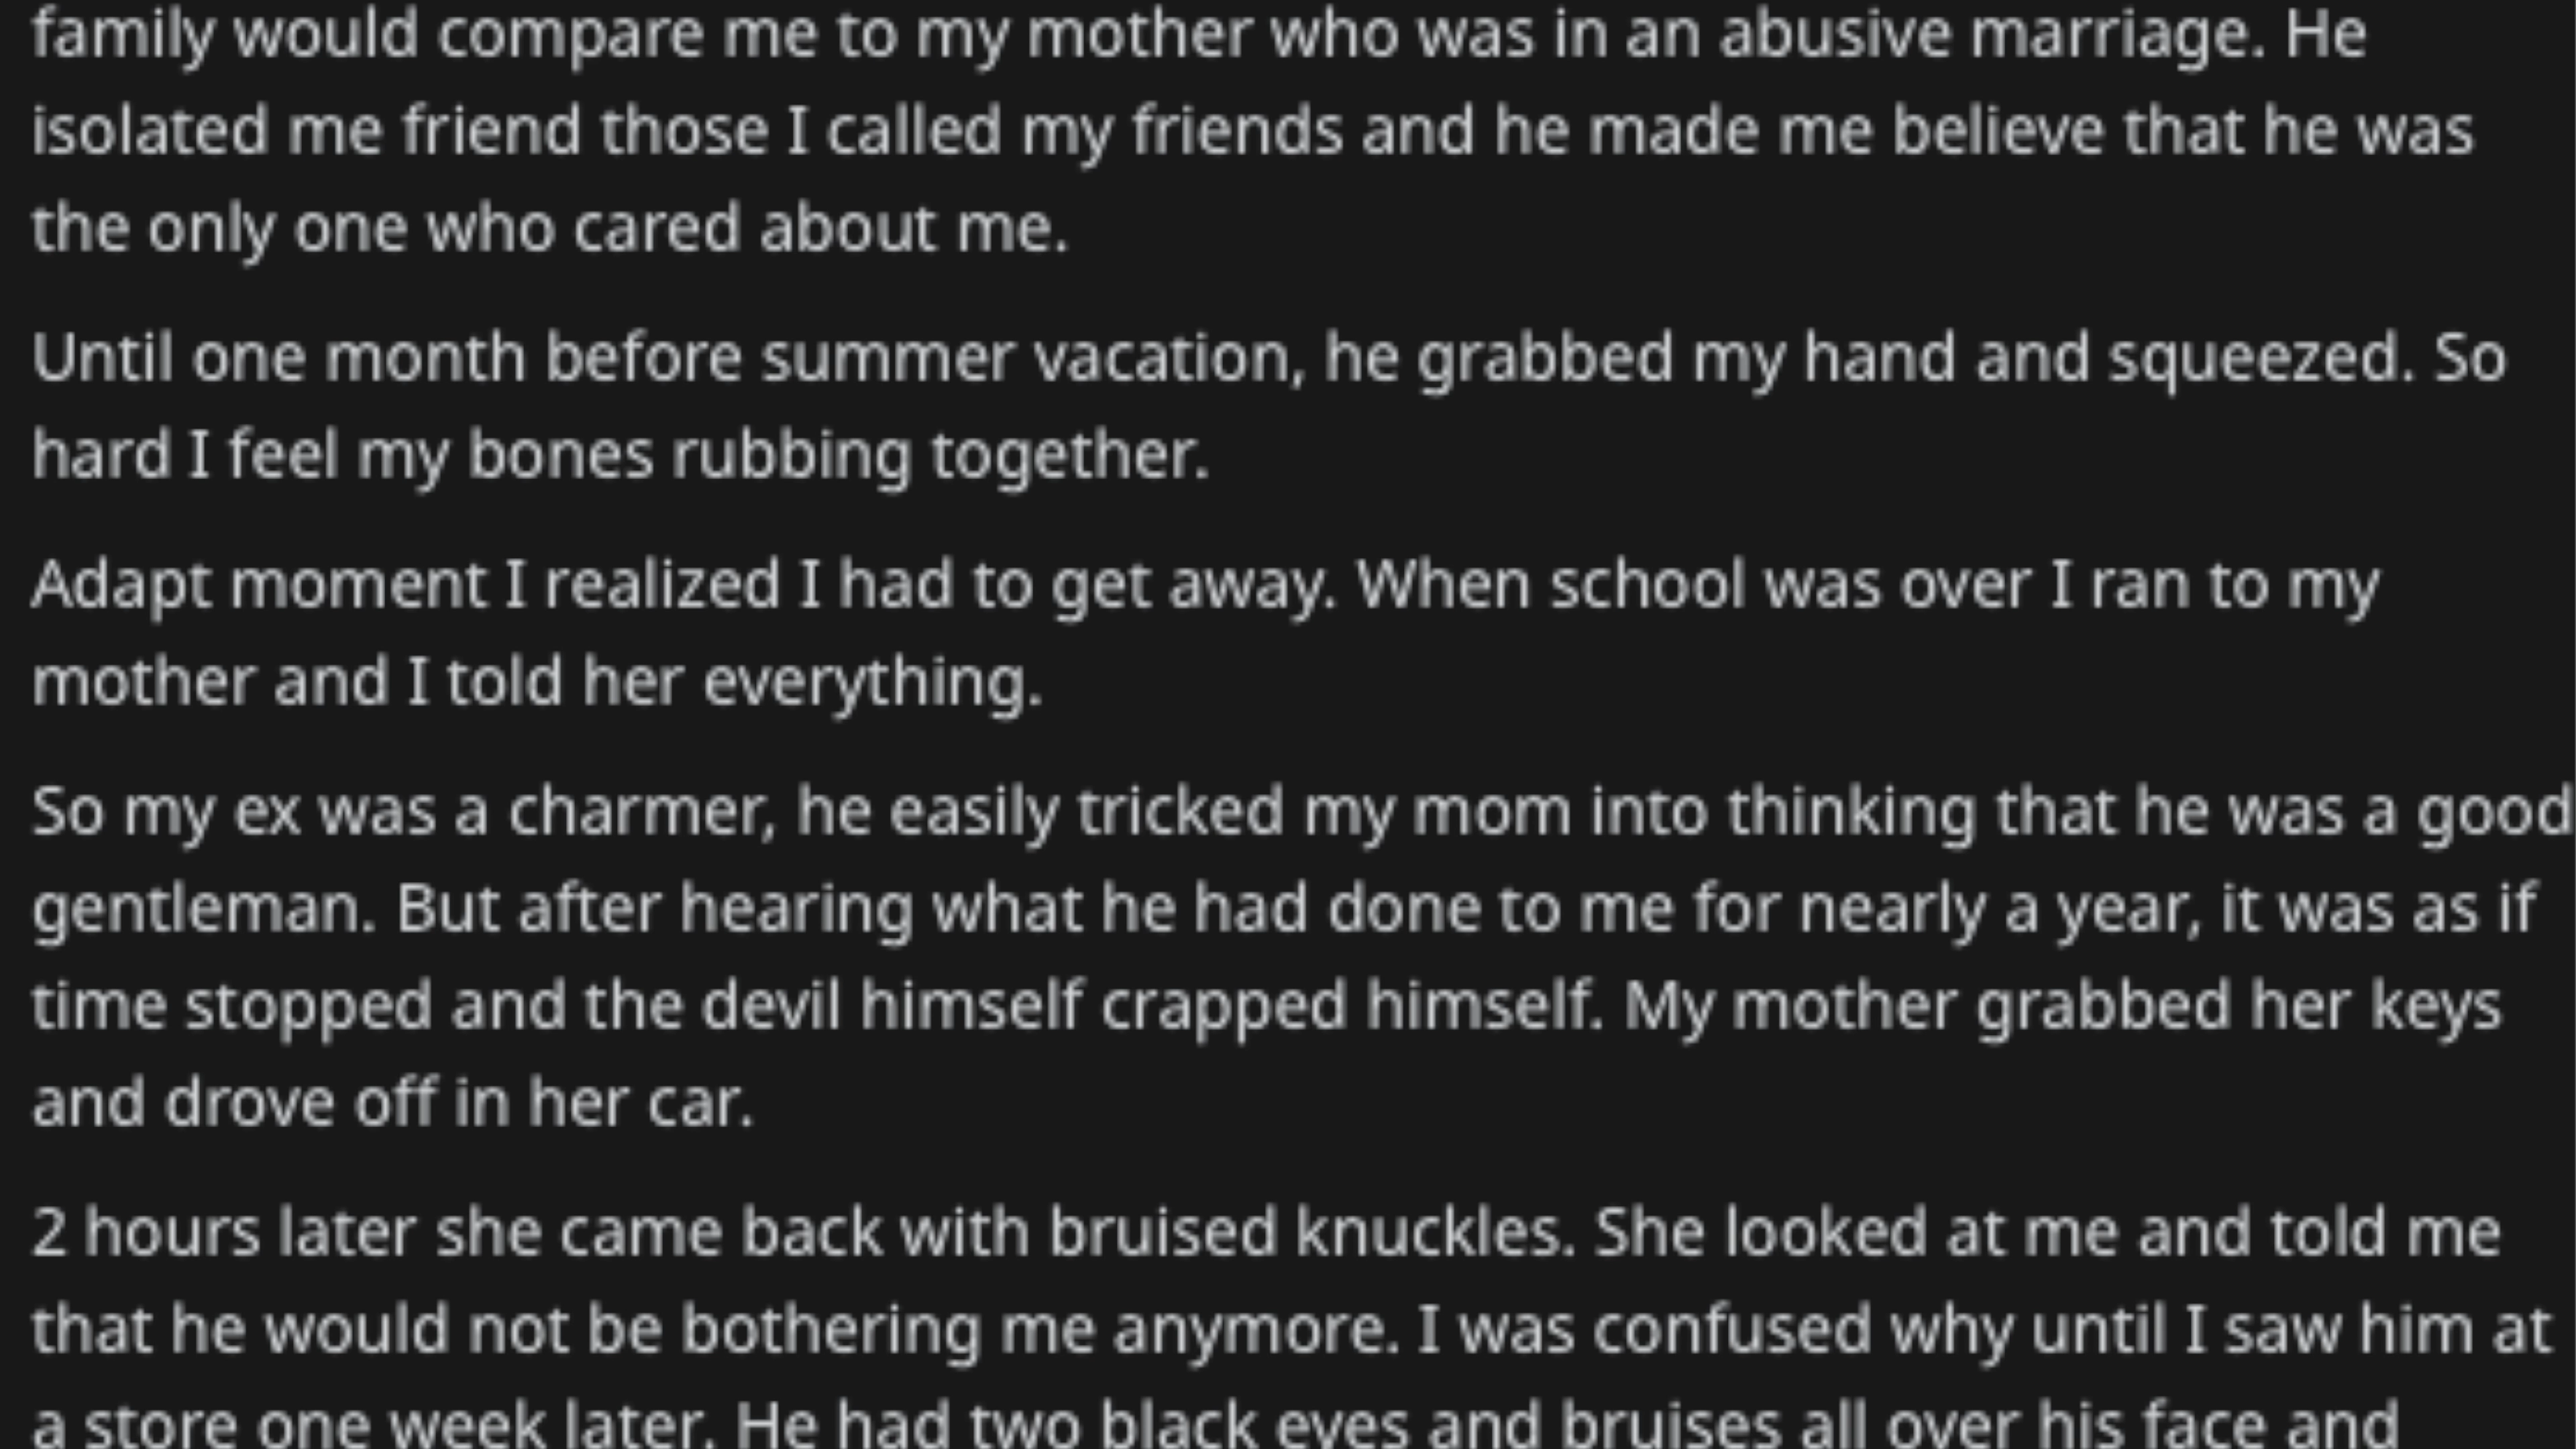 family would compare me to my mother who was in an abusive marriage. He
isolated me friend those I called my friends and he made me believe that he was
the only one who cared about me.
Until one month before summer vacation, he grabbed my hand and squeezed. So
hard I feel my bones rubbing together.
Adapt moment I realized I had to get away. When school was over I ran to my
mother and I told her everything.
So my ex was a charmer, he easily tricked my mom into thinking that he was a good
gentleman. But after hearing what he had done to me for nearly a year, it was as if
time stopped and the devil himself crapped himself. My mother grabbed her keys
and drove off in her car.
2 hours later she came back with bruised knuckles. She looked at me and told me
that he would not be bothering me anymore. I was confused why until I saw him at
a store one week later. He had two black eyes and bruises all over his face and